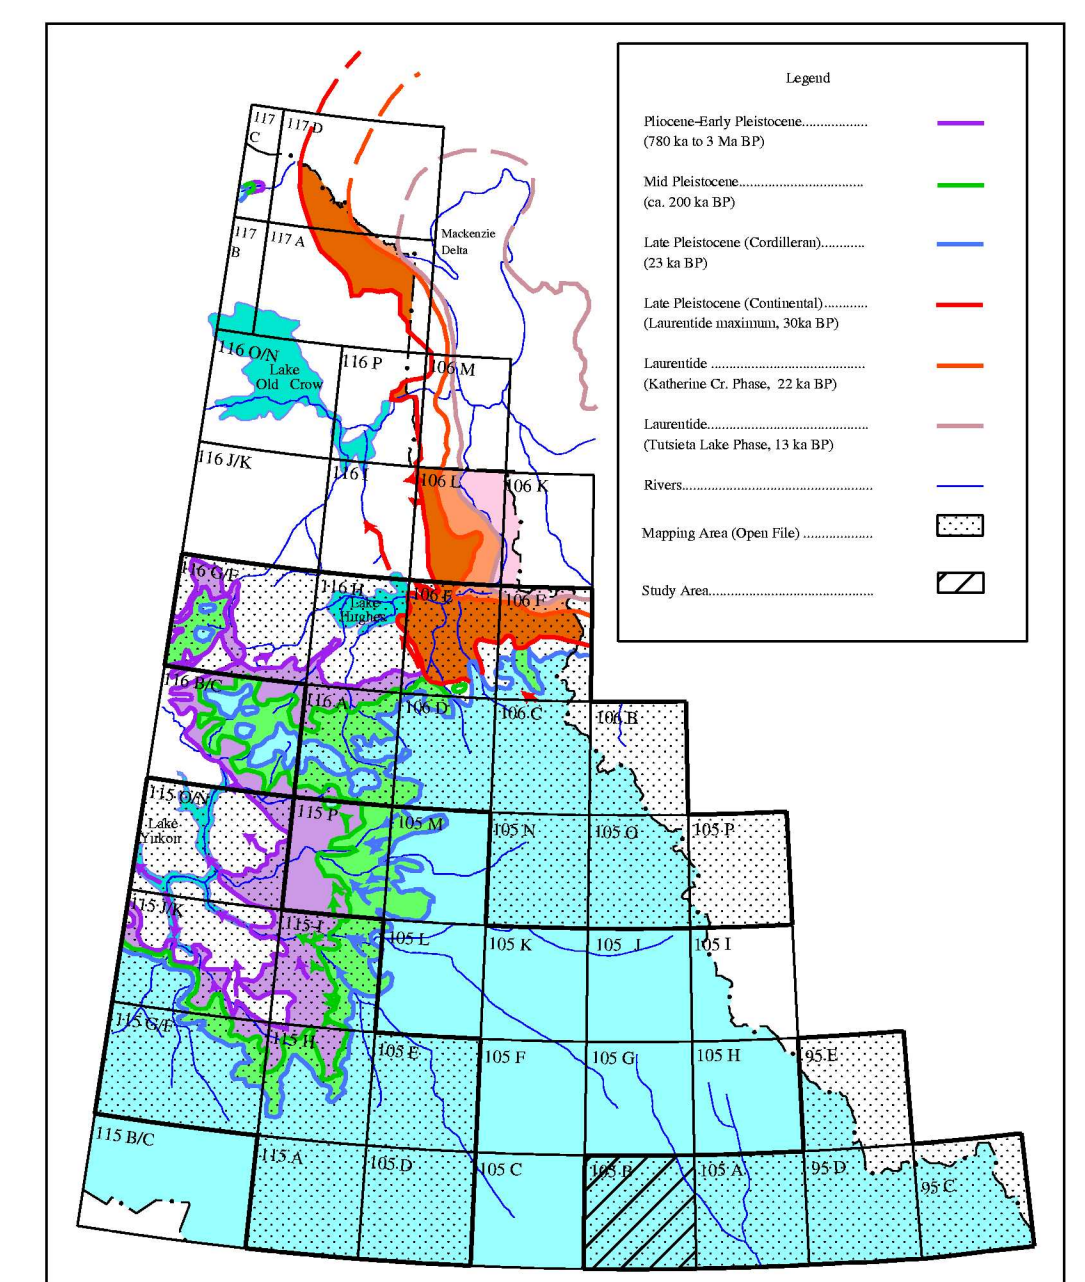 Legend
Pliocene-Early Pleistocene..................
(780 ka to 3 Ma BP)
Mid Pleistocene..................................
(ca. 200 ka BP)
Late Pleistocene (Cordilleran)............
(23 ka BP)
Late Pleistocene (Continental)............
(Laurentide maximum, 30ka BP)
Laurentide ...........................................
(Katherine Cr. Phase, 22 ka BP)
Laurentide.............................................
(Tutsieta Lake Phase, 13 ka BP)
Rivers.....................................................
Mapping Area (Open File) ...................
Study Area..............................................
117
C
117 D
117
B
117 A
Mackenzie
Delta
116 O/N
Lake
Old Crow
116 P
106 M
116 J/K
116 I
106 L
106 K
116 G/F
116 H
Lake
Hughes
106 E
106 F
116 B/C
116 A
106 D
106 C
106 B
115 O/N
Lake
Yukon
115 P
105 M
105 N
105 O
105 P
115 J/K
115 I
105 L
105 K
105 J
105 I
115 G/F
115 H
105 E
105 F
105 G
105 H
95 E
115 B/C
115 A
105 D
105 C
105 B
105 A
95 D
95 C